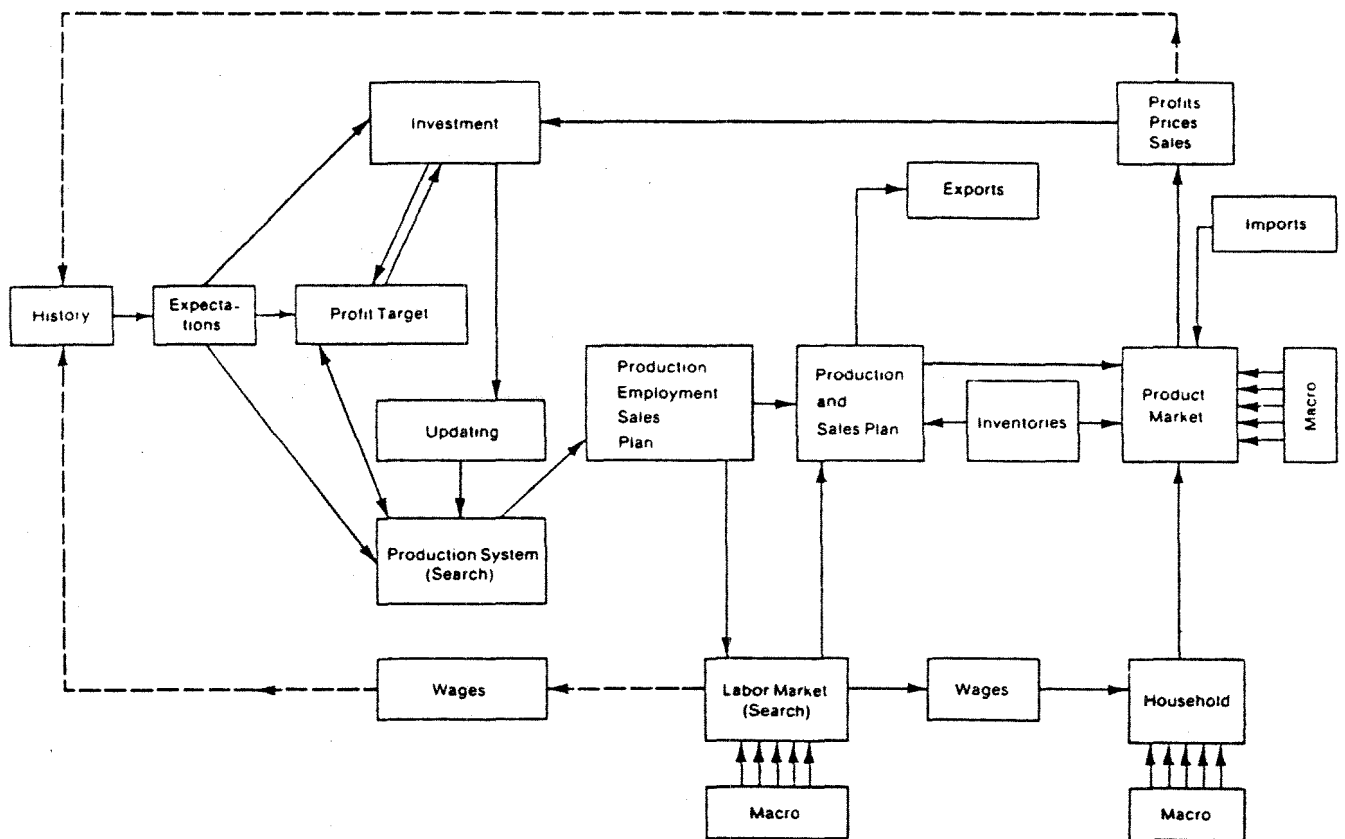 Investment
Profits
Prices
Sales
Exports
Imports
History
Expecta-
tions
Profit Target
Production
Employment
Sales
Plan
Production
and
Sales Plan
Inventories
Product
Market
Macro
Updating
Production System
(Search)
Wages
Labor Market
(Search)
Wages
Household
Macro
Macro